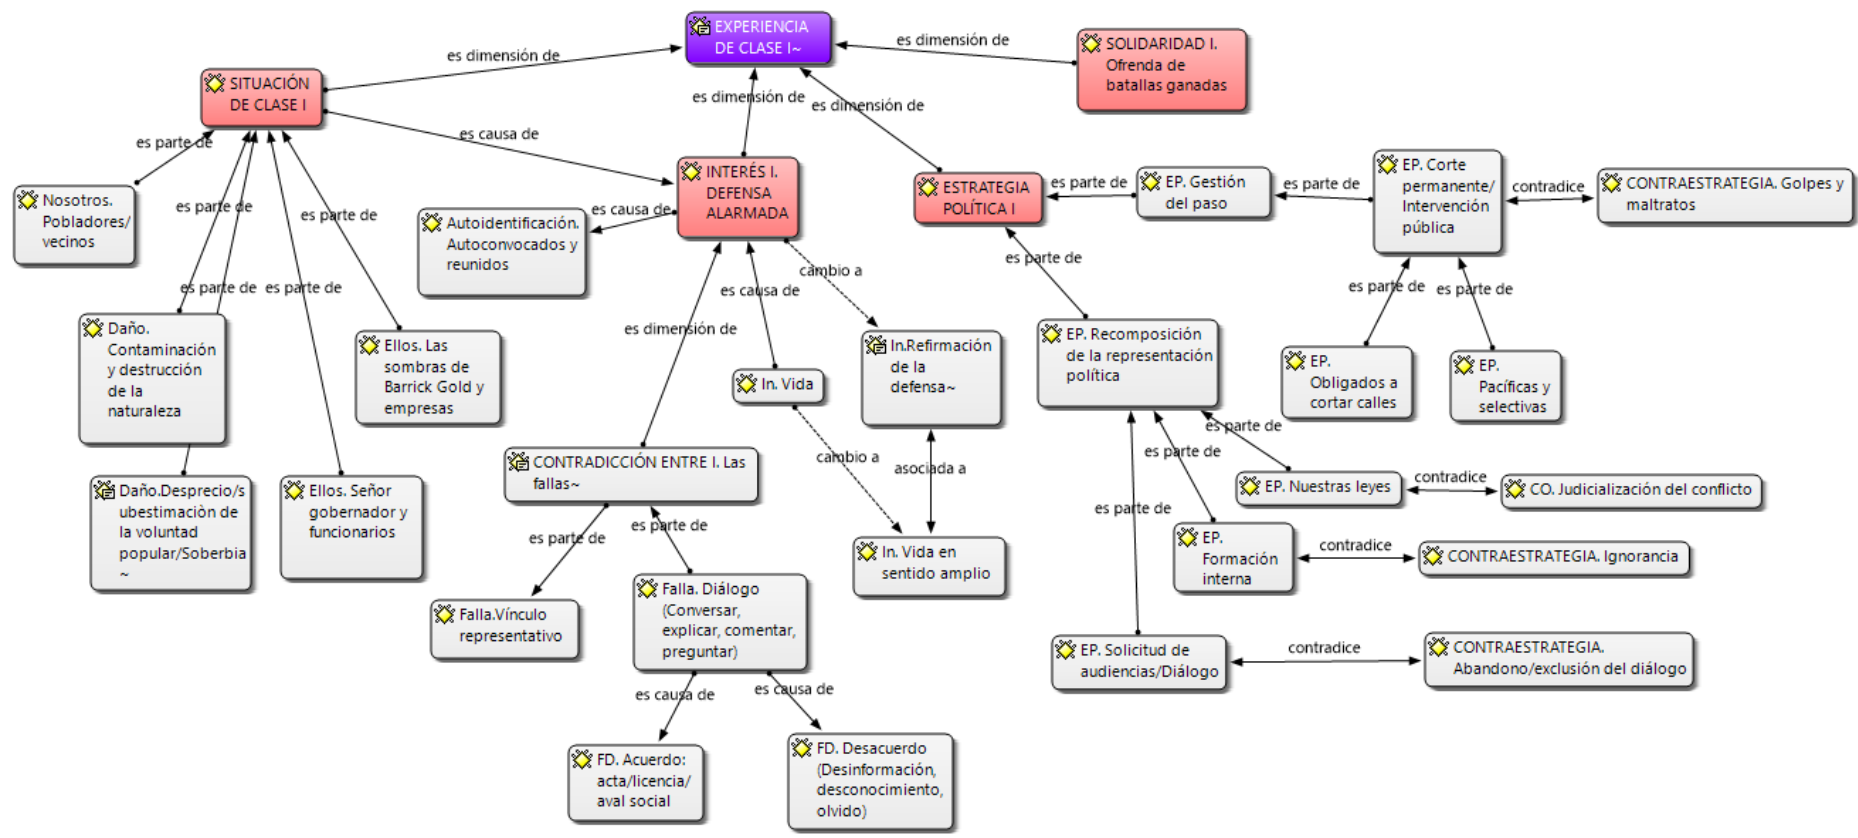 EXPERIENCIA
DE CLASE I~
es dimensión de
es dimensión de
SOLIDARIDAD I.
Ofrenda de
batallas ganadas
SITUACIÓN
DE CLASE I
es dimensión de
es dimensión de
es parte de
es causa de
INTERÉS I.
DEFENSA
ALARMADA
ESTRATEGIA
POLÍTICA I
es parte de
EP. Gestión
del paso
es parte de
EP. Corte
permanente/
Intervención
pública
contradice
CONTRAESTRATEGIA. Golpes y
maltratos
Nosotros.
Pobladores/
vecinos
es parte de
es parte de
Autoidentificación.
Autoconvocados y
reunidos
es causa de
cambio a
es causa de
es parte de
es parte de
es parte de
es parte de
es parte de
es dimensión de
Daño.
Contaminación
y destrucción
de la
naturaleza
Ellos. Las
sombras de
Barrick Gold y
empresas
In. Vida
In.Refirmación
de la
defensa~
EP. Recomposición
de la representación
política
EP.
Obligados a
cortar calles
EP.
Pacíficas y
selectivas
es parte de
es parte de
es parte de
cambio a
asociada a
CONTRADICCIÓN ENTRE I. Las
fallas~
Daño.Desprecio/s
ubestimaciòn de
la voluntad
popular/Soberbia
~
Ellos. Señor
gobernador y
funcionarios
EP. Nuestras leyes
contradice
CO. Judicialización del conflicto
es parte de
es parte de
In. Vida en
sentido amplio
EP.
Formación
interna
contradice
CONTRAESTRATEGIA. Ignorancia
Falla.Vínculo
representativo
Falla. Diálogo
(Conversar,
explicar, comentar,
preguntar)
EP. Solicitud de
audiencias/Diálogo
contradice
CONTRAESTRATEGIA.
Abandono/exclusión del diálogo
es causa de
es causa de
FD. Acuerdo:
acta/licencia/
aval social
FD. Desacuerdo
(Desinformación,
desconocimiento,
olvido)